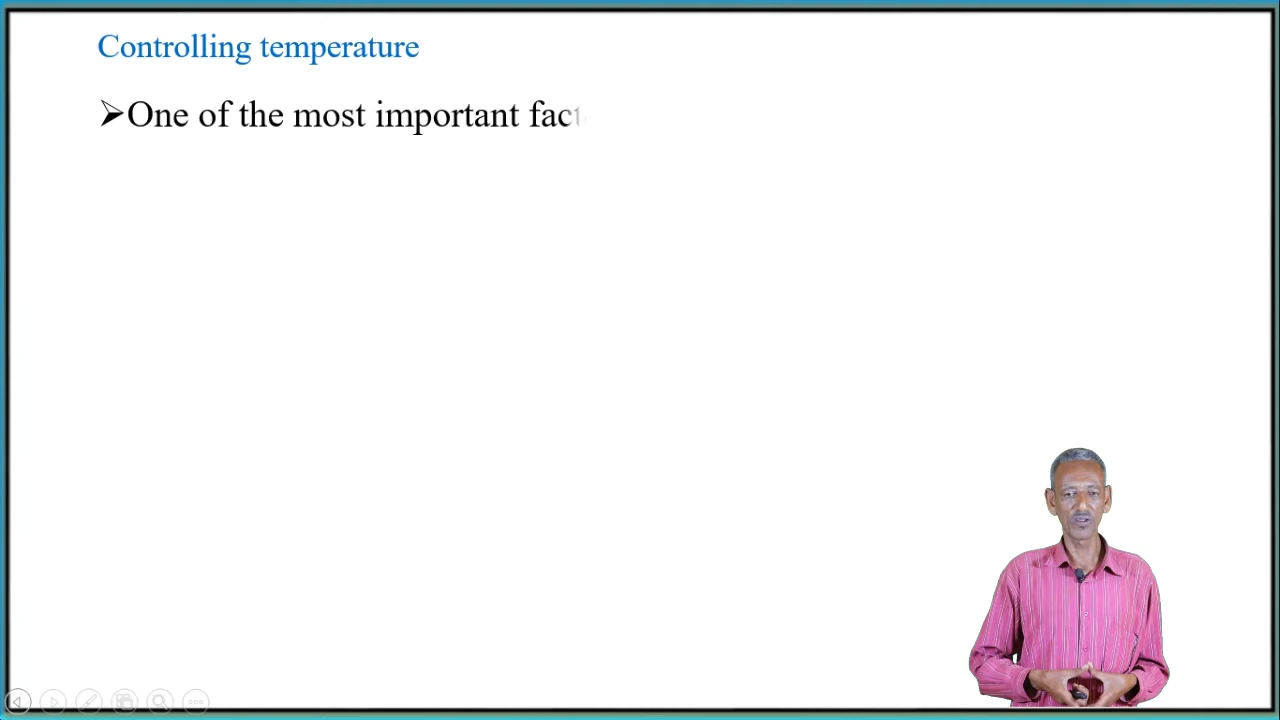 Controlling temperature
➢One of the most important fact